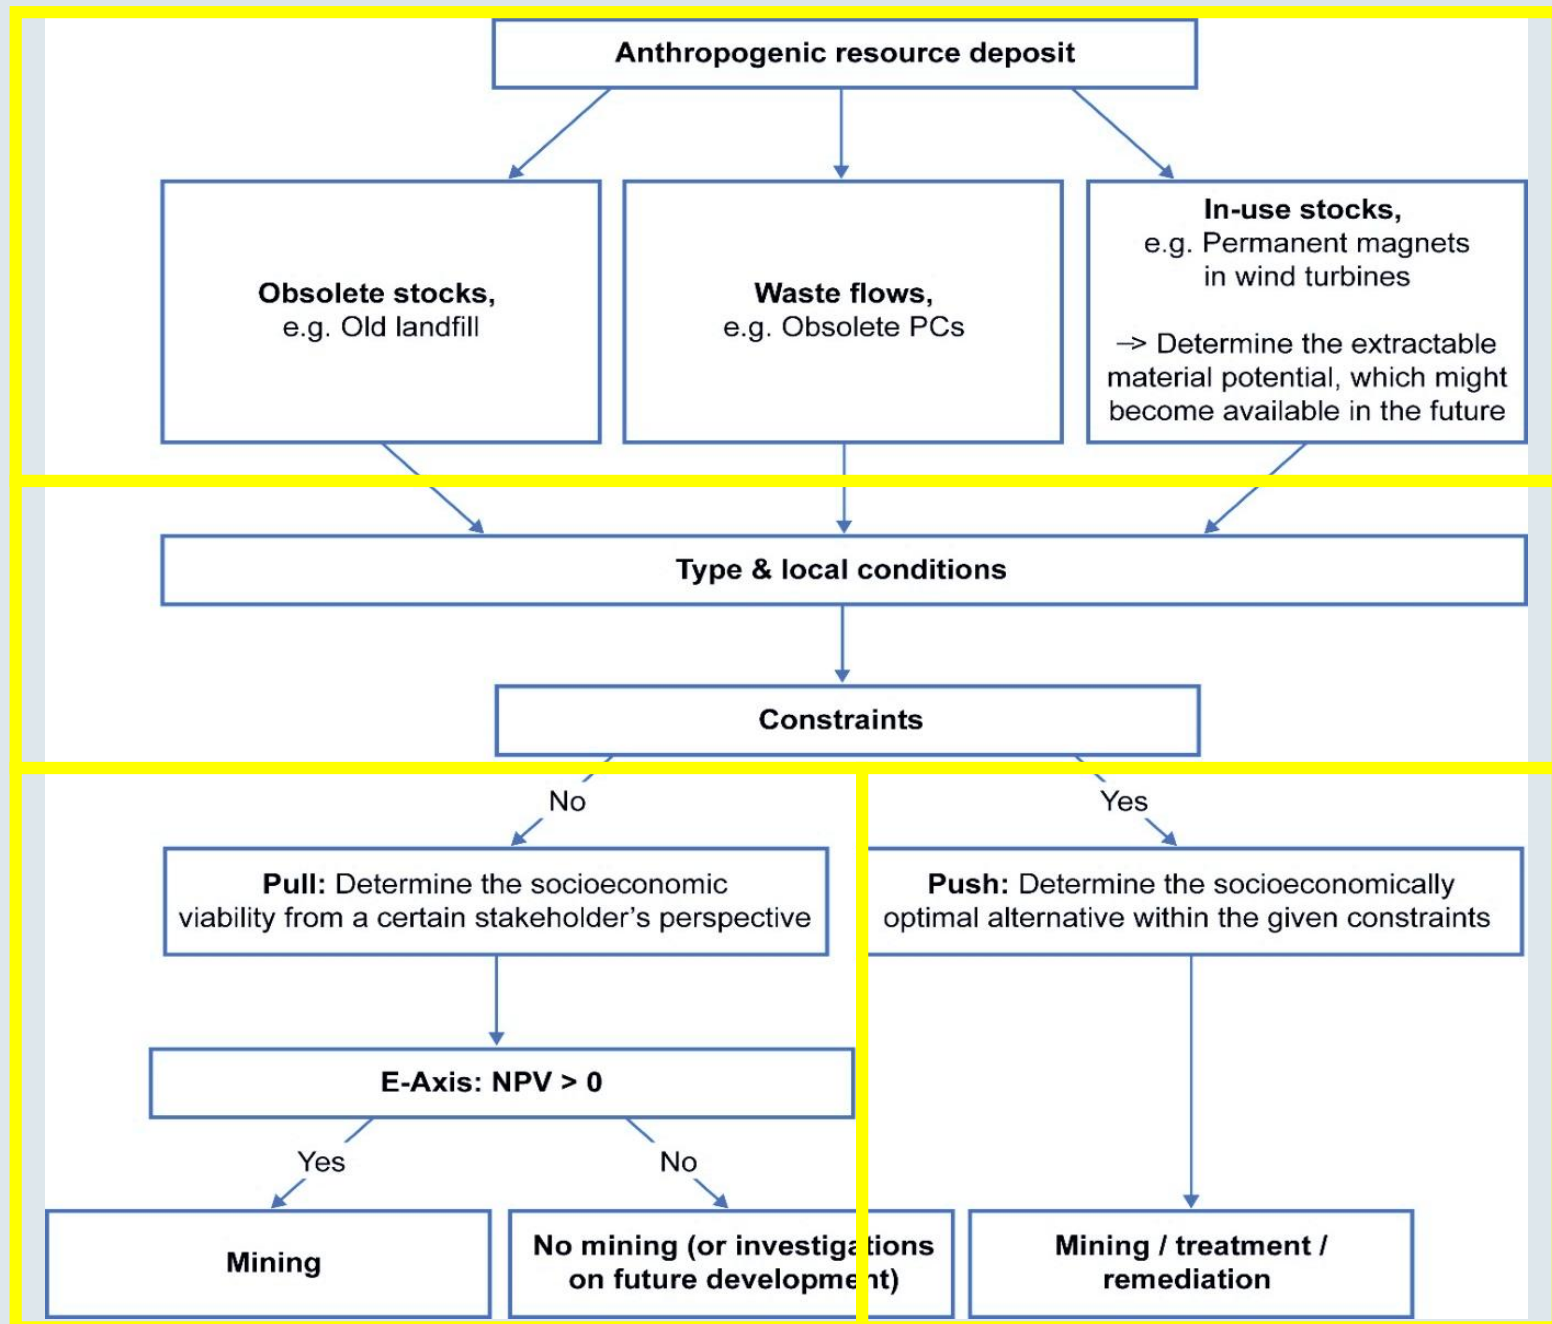 Anthropogenic resource deposit
Obsolete stocks,
e.g. Old landfill
Waste flows,
e.g. Obsolete PCs
In-use stocks,
e.g. Permanent magnets
in wind turbines
–> Determine the extractable
material potential, which might
become available in the future
Type & local conditions
Constraints
No
Yes
Pull: Determine the socioeconomic
viability from a certain stakeholder's perspective
Push: Determine the socioeconomically
optimal alternative within the given constraints
E-Axis: NPV > 0
Yes
No
Mining
No mining (or investigations
on future development)
Mining / treatment /
remediation